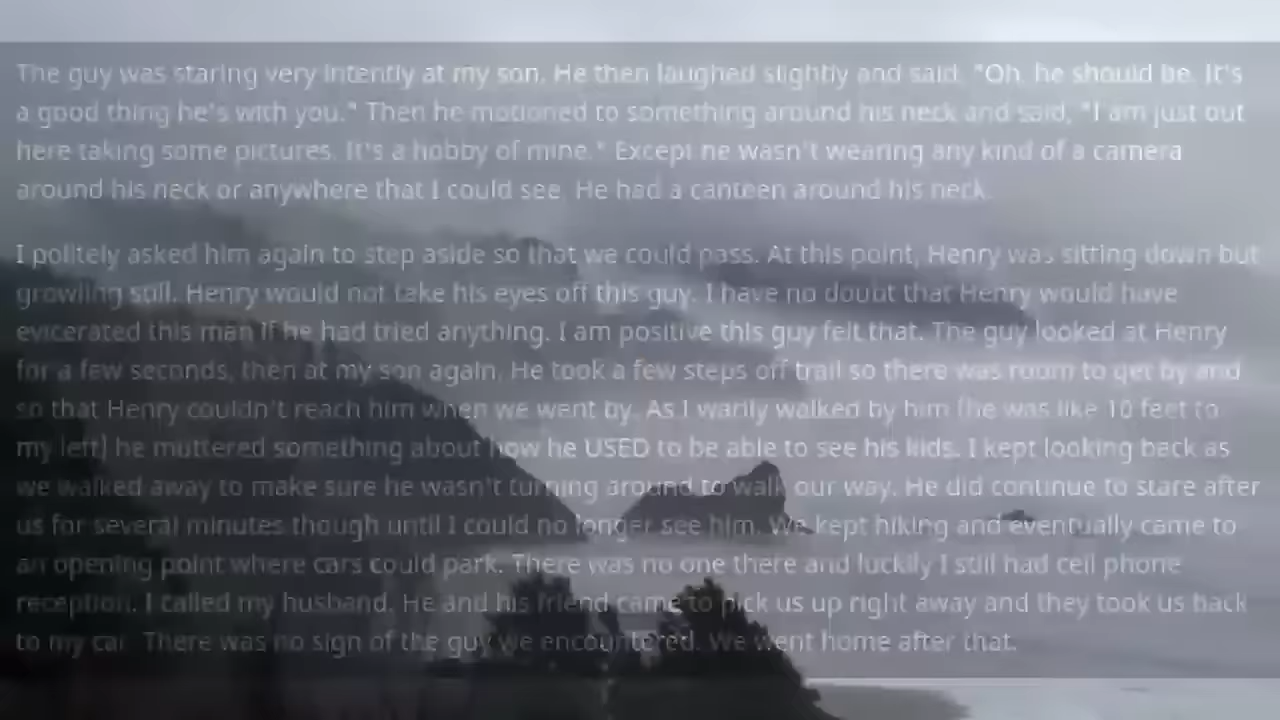 The guy was staring very intently at my son. He then laughed slightly and said, "Oh, he should be. It's
a good thing he's with you." Then he motioned to something around his neck and said, "I am just out
here taking some pictures. It's a hobby of mine." Except he wasn't wearing any kind of a camera
around his neck or anywhere that I could see. He had a canteen around his neck.
I politely asked him again to step aside so that we could pass. At this point, Henry was sitting down but
growling still. Henry would not take his eyes off this guy. I have no doubt that Henry would have
evicerated this man if he had tried anything. I am positive this guy felt that. The guy looked at Henry
for a few seconds, then at my son again. He took a few steps off trail so there was room to get by and
so that Henry couldn't reach him when we went by. As I warily walked by him (he was like 10 feet to
my left) he muttered something about how he USED to be able to see his kids. I kept looking back as
we walked away to make sure he wasn't turning around to walk our way. He did continue to stare after
us for several minutes though until I could no longer see him. We kept hiking and eventually came to
an opening point where cars could park. There was no one there and luckily I still had cell phone
reception. I called my husband. He and his friend came to pick us up right away and they took us back
to my car. There was no sign of the guy we encountered. We went home after that.